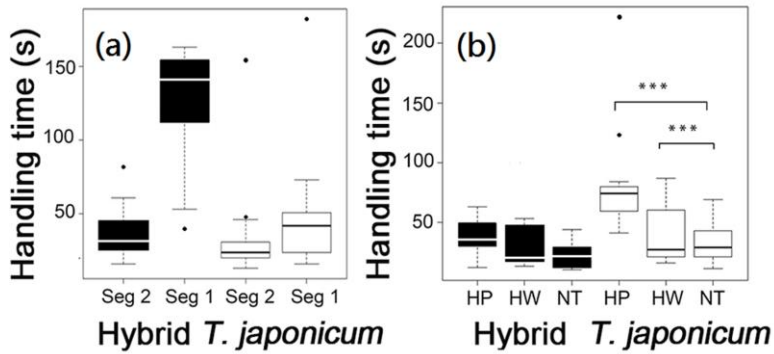 (a)
Handling time (s)
150
100
50
Seg 2 Seg 1 Seg 2 Seg 1
Hybrid T. japonicum
(b)
Handling time (s)
200
150
100
50
***
***
HP HW NT HP HW NT
Hybrid T. japonicum